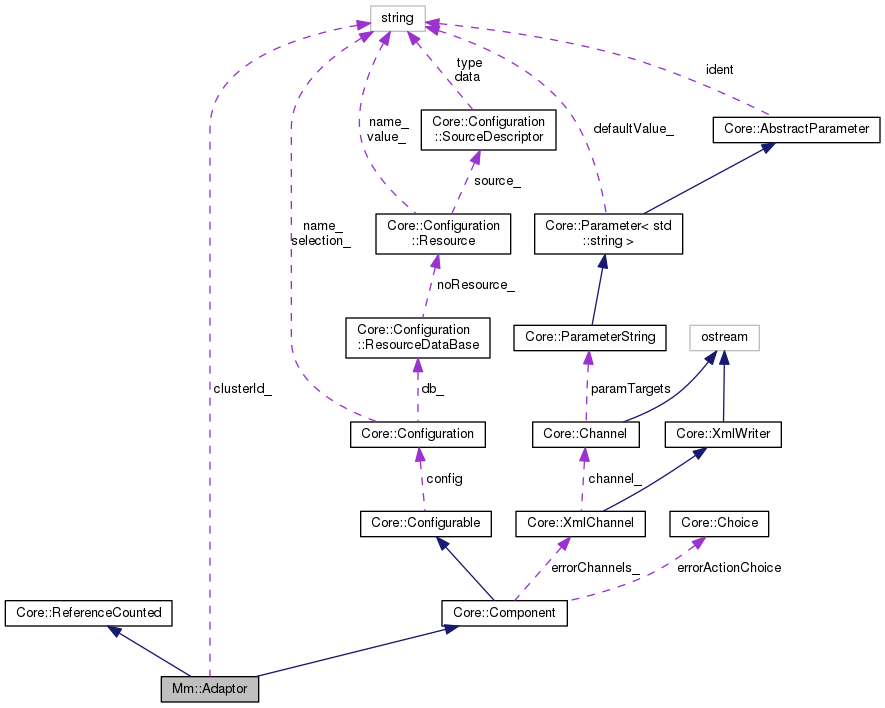 string
type
data
ident
name_
value_
Core::Configuration
::SourceDescriptor
defaultValue_
Core::AbstractParameter
source_
name_
selection_
Core::Configuration
::Resource
Core::Parameter< std
::string >
noResource_
Core::Configuration
::ResourceDataBase
Core::ParameterString
ostream
clusterId_
db_
paramTargets
Core::Configuration
Core::Channel
Core::XmlWriter
config
channel_
Core::Configurable
Core::XmlChannel
Core::Choice
errorChannels_
errorActionChoice
Core::ReferenceCounted
Core::Component
Mm::Adaptor